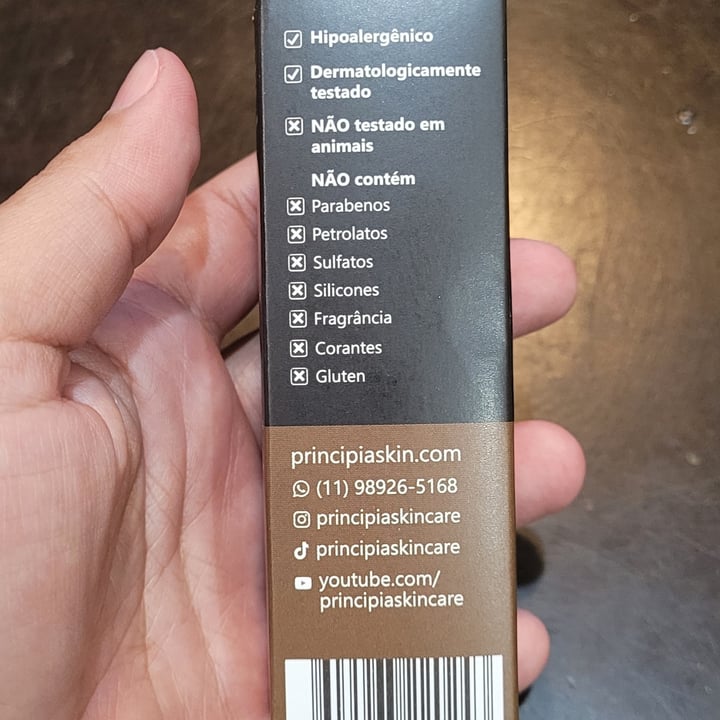 Hipoalergênico
Dermatologicamente
testado
NÃO testado em
animais
NÃO contém
Parabenos
Petrolatos
Sulfatos
Silicones
Fragrância
Corantes
Gluten
principiaskin.com
(11) 98926-5168
principiaskincare
principiaskincare
youtube.com/
principiaskincare